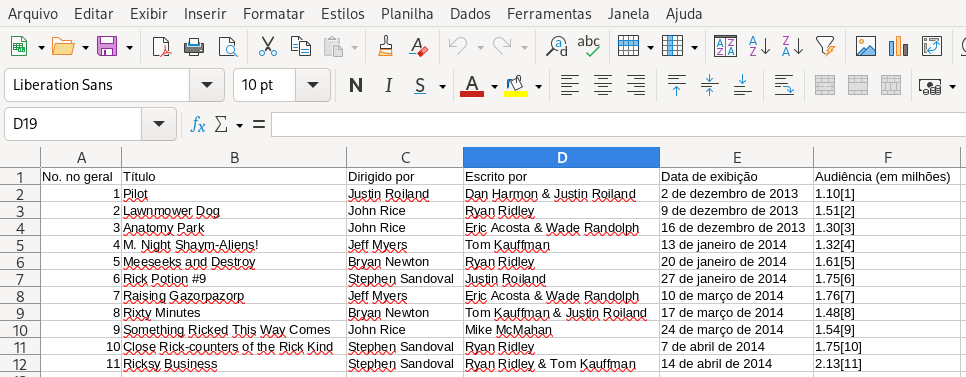 Arquivo Editar Exibir Inserir Formatar Estilos Planilha Dados Ferramentas Janela Ajuda
Liberation Sans 10 pt N I S A
D19 fx Σ =
A B C D E F
1 No. no geral Título Dirigido por Escrito por Data de exibição Audiência (em milhões)
2 1 Pilot Justin Roiland Dan Harmon & Justin Roiland 2 de dezembro de 2013 1.10[1]
3 2 Lawnmower Dog John Rice Ryan Ridley 9 de dezembro de 2013 1.51[2]
4 3 Anatomy Park John Rice Eric Acosta & Wade Randolph 16 de dezembro de 2013 1.30[3]
5 4 M. Night Shaym-Aliens! Jeff Myers Tom Kauffman 13 de janeiro de 2014 1.32[4]
6 5 Meeseeks and Destroy Bryan Newton Ryan Ridley 20 de janeiro de 2014 1.61[5]
7 6 Rick Potion #9 Stephen Sandoval Justin Roiland 27 de janeiro de 2014 1.75[6]
8 7 Raising Gazorpazorp Jeff Myers Eric Acosta & Wade Randolph 10 de março de 2014 1.76[7]
9 8 Rixty Minutes Bryan Newton Tom Kauffman & Justin Roiland 17 de março de 2014 1.48[8]
10 9 Something Ricked This Way Comes John Rice Mike McMahan 24 de março de 2014 1.54[9]
11 10 Close Rick-counters of the Rick Kind Stephen Sandoval Ryan Ridley 7 de abril de 2014 1.75[10]
12 11 Ricksy Business Stephen Sandoval Ryan Ridley & Tom Kauffman 14 de abril de 2014 2.13[11]